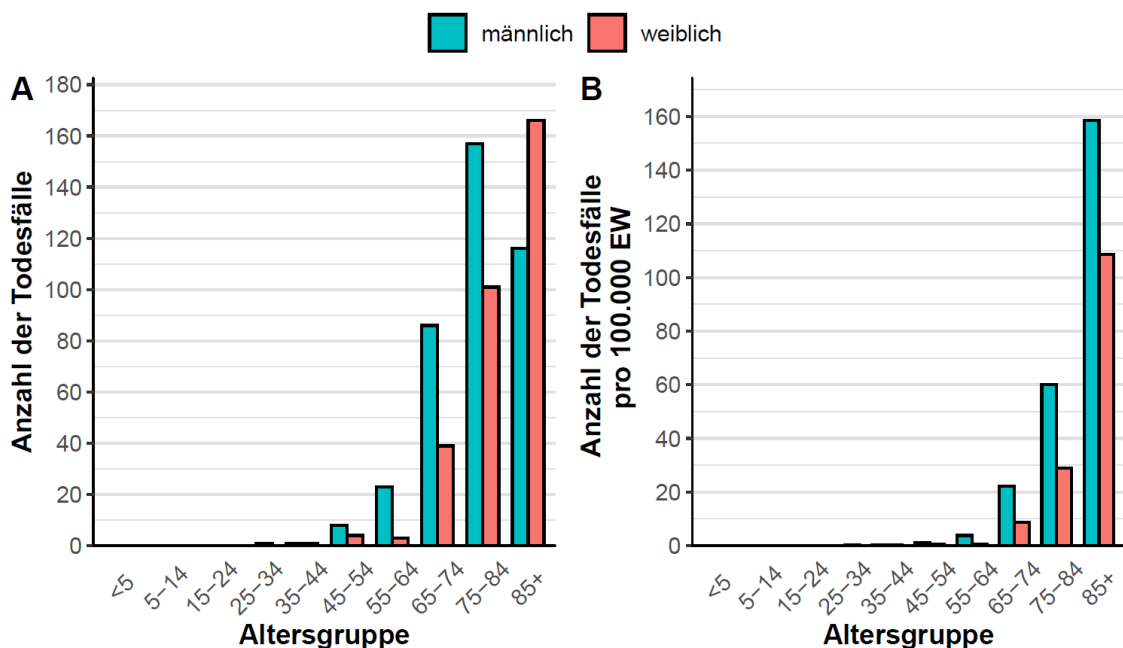 männlich weiblich
A
Anzahl der Todesfälle
180
160
140
120
100
80
60
40
20
0
<5 5−14 15−24 25−34 35−44 45−54 55−64 65−74 75−84 85+
Altersgruppe
B
Anzahl der Todesfälle
pro 100.000 EW
160
140
120
100
80
60
40
20
0
<5 5−14 15−24 25−34 35−44 45−54 55−64 65−74 75−84 85+
Altersgruppe